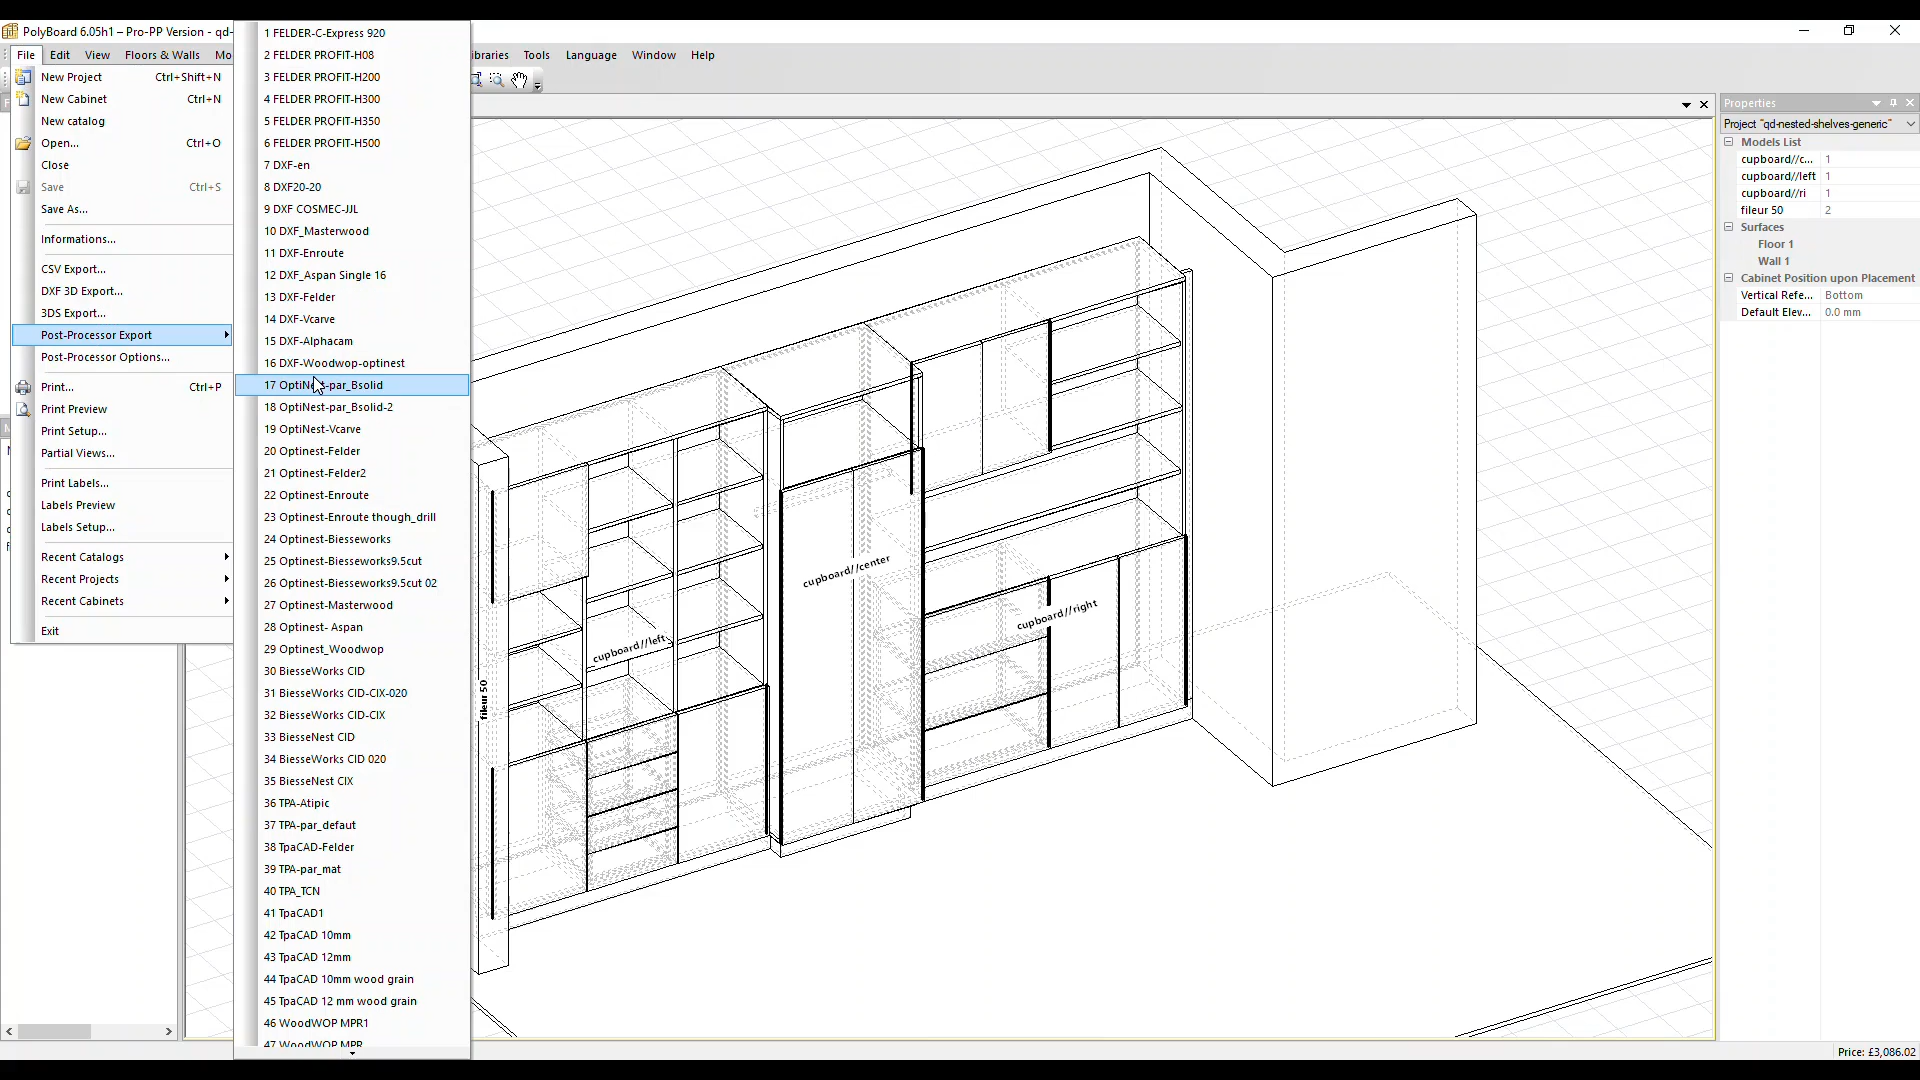 PolyBoard 6.05h1 – Pro-PP Version - qd-
File Edit View Floors & Walls Mo
ibraries Tools Language Window Help
New Project Ctrl+Shift+N
New Cabinet Ctrl+N
New catalog
Open... Ctrl+O
Close
Save Ctrl+S
Save As...
Informations...
CSV Export...
DXF 3D Export...
3DS Export...
Post-Processor Export
Post-Processor Options...
Print... Ctrl+P
Print Preview
Print Setup...
Partial Views...
Print Labels...
Labels Preview
Labels Setup...
Recent Catalogs
Recent Projects
Recent Cabinets
Exit
1 FELDER-C-Express 920
2 FELDER PROFIT-H08
3 FELDER PROFIT-H200
4 FELDER PROFIT-H300
5 FELDER PROFIT-H350
6 FELDER PROFIT-H500
7 DXF-en
8 DXF20-20
9 DXF COSMEC-JJL
10 DXF_Masterwood
11 DXF-Enroute
12 DXF_Aspan Single 16
13 DXF-Felder
14 DXF-Vcarve
15 DXF-Alphacam
16 DXF-Woodwop-optinest
17 OptiNest-par_Bsolid
18 OptiNest-par_Bsolid-2
19 OptiNest-Vcarve
20 Optinest-Felder
21 Optinest-Felder2
22 Optinest-Enroute
23 Optinest-Enroute though_drill
24 Optinest-Biesseworks
25 Optinest-Biesseworks9.5cut
26 Optinest-Biesseworks9.5cut 02
27 Optinest-Masterwood
28 Optinest- Aspan
29 Optinest_Woodwop
30 BiesseWorks CID
31 BiesseWorks CID-CIX-020
32 BiesseWorks CID-CIX
33 BiesseNest CID
34 BiesseWorks CID 020
35 BiesseNest CIX
36 TPA-Atipic
37 TPA-par_defaut
38 TpaCAD-Felder
39 TPA-par_mat
40 TPA_TCN
41 TpaCAD1
42 TpaCAD 10mm
43 TpaCAD 12mm
44 TpaCAD 10mm wood grain
45 TpaCAD 12 mm wood grain
46 WoodWOP MPR1
47 WoodWOP MPR
fileur 50
cupboard//left
cupboard//center
cupboard//right
Properties
Project "qd-nested-shelves-generic"
Models List
cupboard//c... 1
cupboard//left 1
cupboard//ri 1
fileur 50 2
Surfaces
Floor 1
Wall 1
Cabinet Position upon Placement
Vertical Refe... Bottom
Default Elev... 0.0 mm
Price: £3,086.02